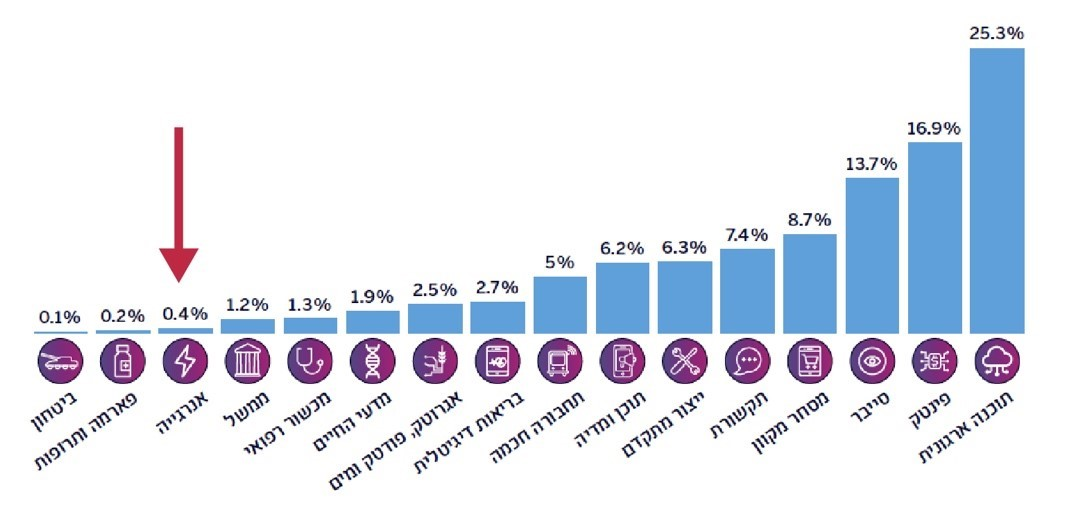 25.3%
16.9%
13.7%
8.7%
7.4%
6.3%
6.2%
5%
2.7%
2.5%
1.9%
1.3%
1.2%
0.4%
0.2%
0.1%
תוכנה ארגונית
פינטק
סייבר
מסחר מקוון
תקשורת
ייצור מתקדם
תוכן ומדיה
תחבורה חכמה
בריאות דיגיטלית
אגרוטק, פודטק ומים
מדעי החיים
מכשור רפואי
ממשל
אנרגייה
פארמה ותרופות
ביטחון